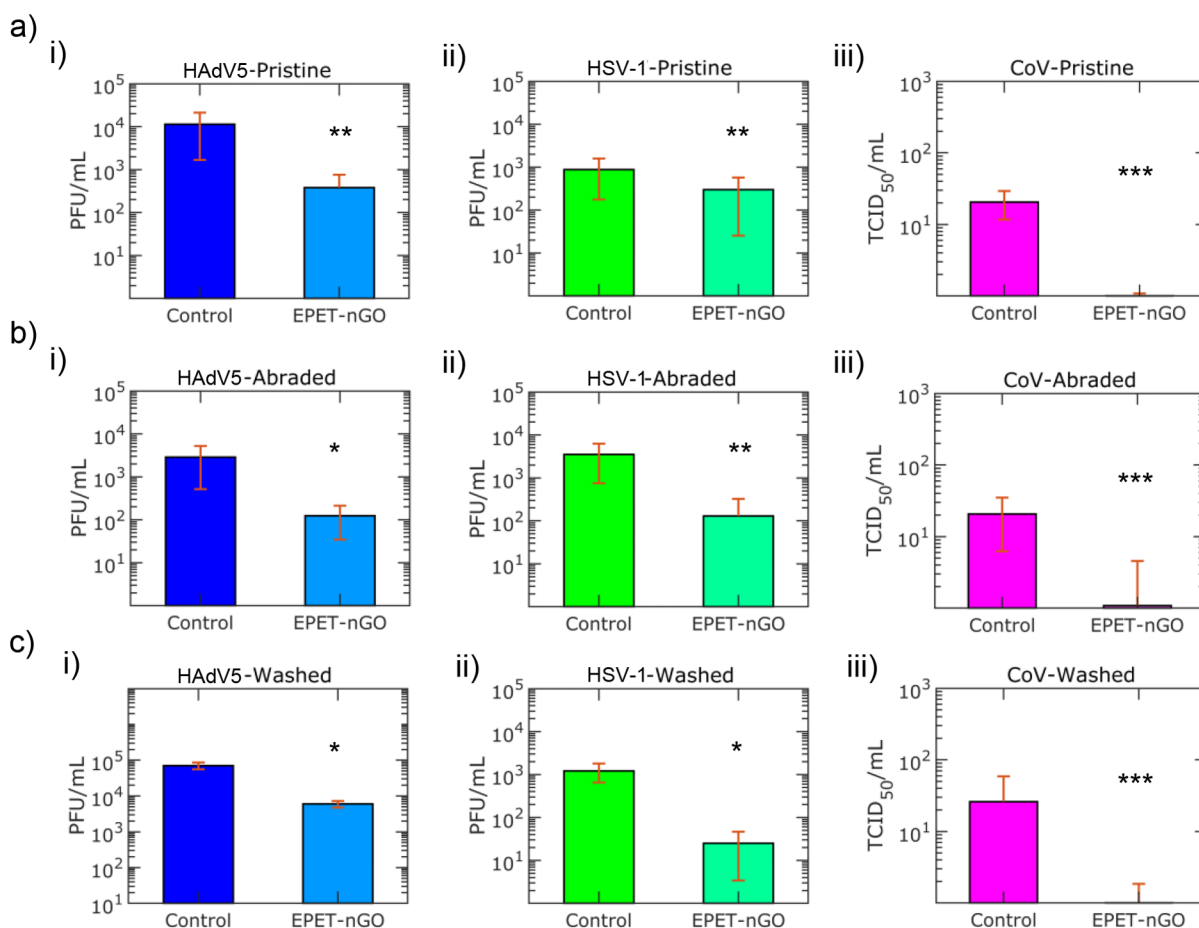 a)
i)
HAdV5-Pristine
PFU/mL
10^5
10^4
10^3
10^2
10^1
**
Control
EPET-nGO
ii)
HSV-1'-Pristine
PFU/mL
10^5
10^4
10^3
10^2
10^1
**
Control
EPET-nGO
iii)
CoV-Pristine
TCID50/mL
10^3
10^2
10^1
***
Control
EPET-nGO
b)
i)
HAdV5-Abraded
PFU/mL
10^5
10^4
10^3
10^2
10^1
*
Control
EPET-nGO
ii)
HSV-1-Abraded
PFU/mL
10^5
10^4
10^3
10^2
10^1
**
Control
EPET-nGO
iii)
CoV-Abraded
TCID50/mL
10^3
10^2
10^1
***
Control
EPET-nGO
c)
i)
HAdV5-Washed
PFU/mL
10^5
10^4
10^3
10^2
10^1
*
Control
EPET-nGO
ii)
HSV-1-Washed
PFU/mL
10^5
10^4
10^3
10^2
10^1
*
Control
EPET-nGO
iii)
CoV-Washed
TCID50/mL
10^3
10^2
10^1
***
Control
EPET-nGO